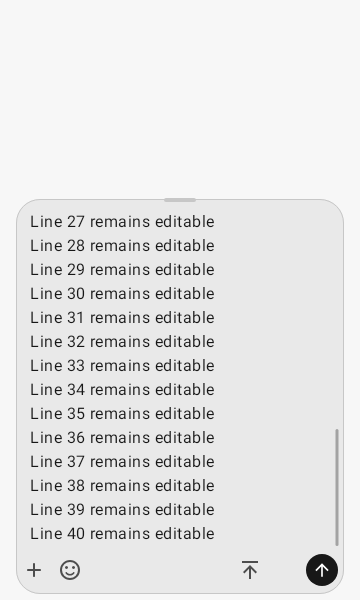 Line 27 remains editable
Line 28 remains editable
Line 29 remains editable
Line 30 remains editable
Line 31 remains editable
Line 32 remains editable
Line 33 remains editable
Line 34 remains editable
Line 35 remains editable
Line 36 remains editable
Line 37 remains editable
Line 38 remains editable
Line 39 remains editable
Line 40 remains editable